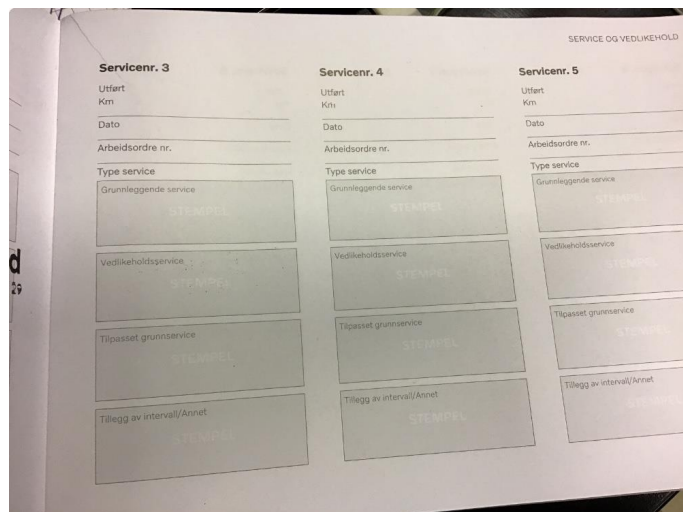 SERVICE OG VEDLIKEHOLD
Servicenr. 3
Utført
Km
Dato
Arbeidsordre nr.
Type service
Grunnleggende service
STEMPEL
Vedlikeholdsservice
STEMPEL
Tilpasset grunnservice
STEMPEL
Tillegg av intervall/Annet
STEMPEL
Servicenr. 4
Utført
Km
Dato
Arbeidsordre nr.
Type service
Grunnleggende service
STEMPEL
Vedlikeholdsservice
STEMPEL
Tilpasset grunnservice
STEMPEL
Tillegg av intervall/Annet
STEMPEL
Servicenr. 5
Utført
Km
Dato
Arbeidsordre nr.
Type service
Grunnleggende service
STEMPEL
Vedlikeholdsservice
STEMPEL
Tilpasset grunnservice
STEMPEL
Tillegg av intervall/Annet
d
29